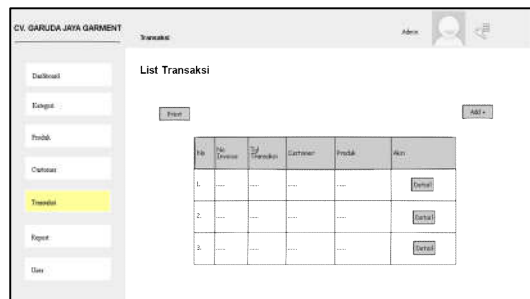 CV. GARUDA JAYA GARMENT
Transaksi
Admin
Dashboard
Kategori
Produk
Customer
Transaksi
Report
User
List Transaksi
Print
Add +
No
No Invoice
Tgl Transaksi
Customer
Produk
Aksi
1. ..... ..... ..... ..... Detail
2. ..... ..... ..... ..... Detail
3. ..... ..... ..... ..... Detail